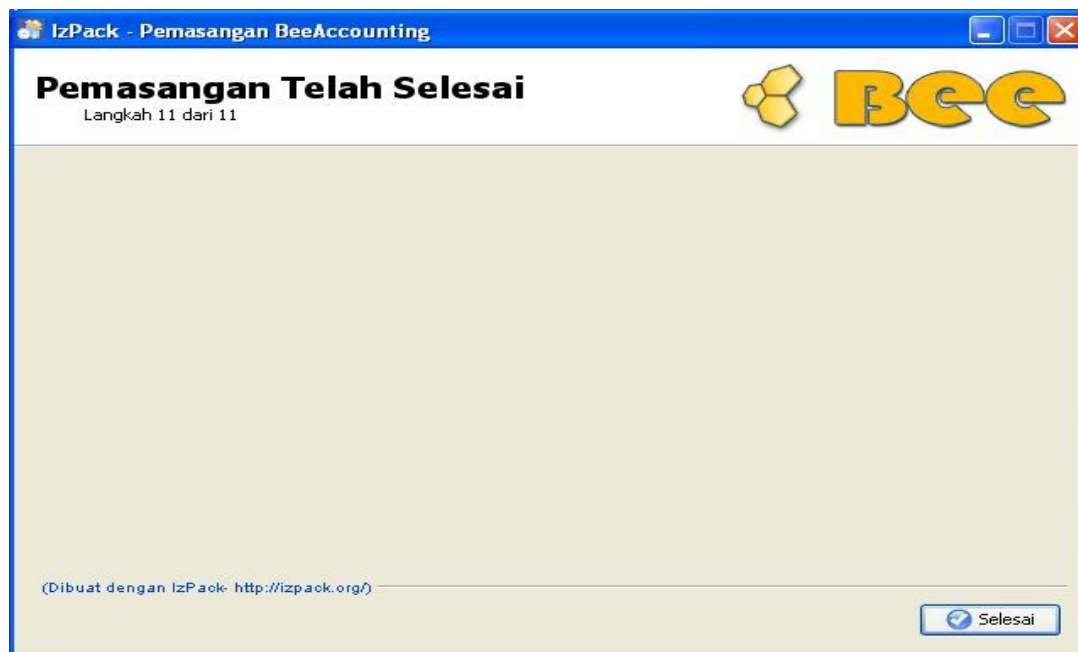 IzPack - Pemasangan BeeAccounting
Pemasangan Telah Selesai
Langkah 11 dari 11
Bee
(Dibuat dengan IzPack- http://izpack.org/)
Selesai